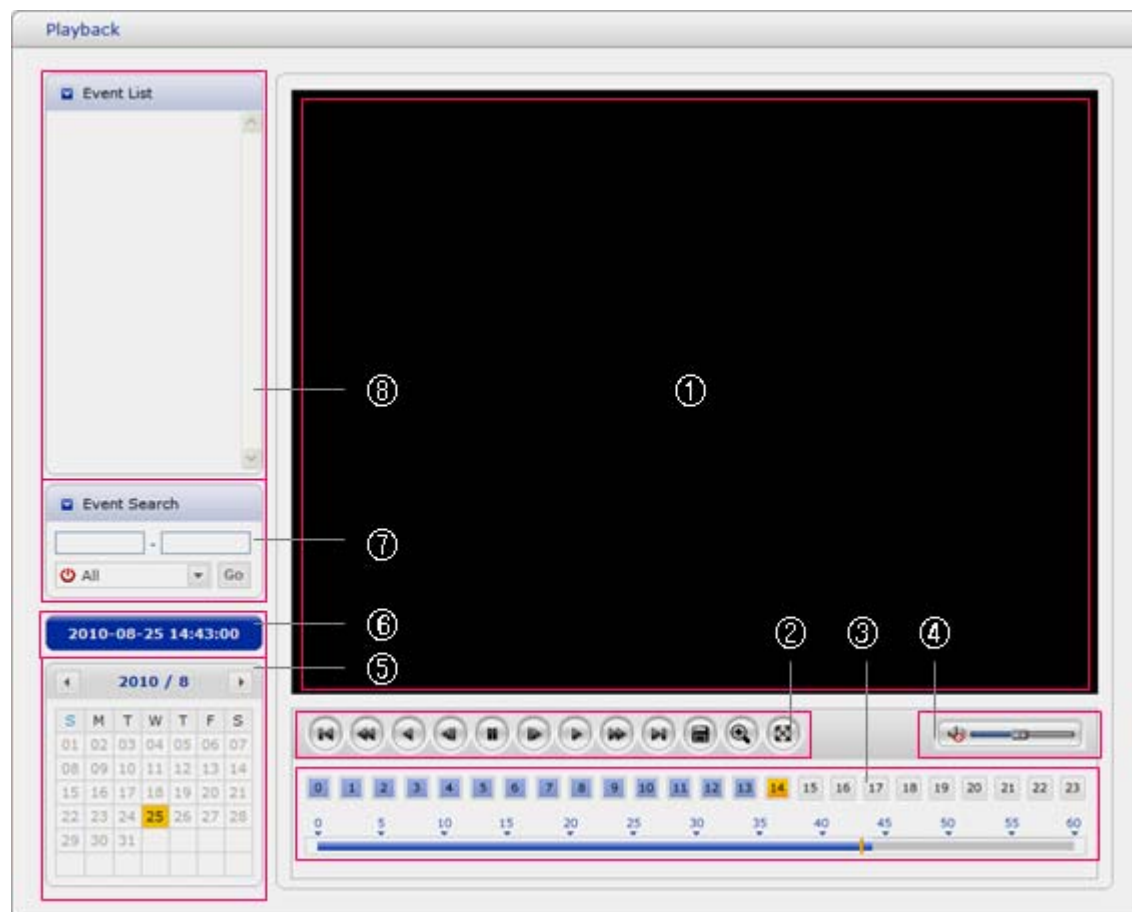 Playback
Event List
⑧
①
Event Search
-
⑦
All Go
2010-08-25 14:43:00
⑥
⑤
② ③ ④
2010 / 8
S M T W T F S
01 02 03 04 05 06 07
08 09 10 11 12 13 14
15 16 17 18 19 20 21
22 23 24 25 26 27 28
29 30 31
0 1 2 3 4 5 6 7 8 9 10 11 12 13 14 15 16 17 18 19 20 21 22 23
0 5 10 15 20 25 30 35 40 45 50 55 60